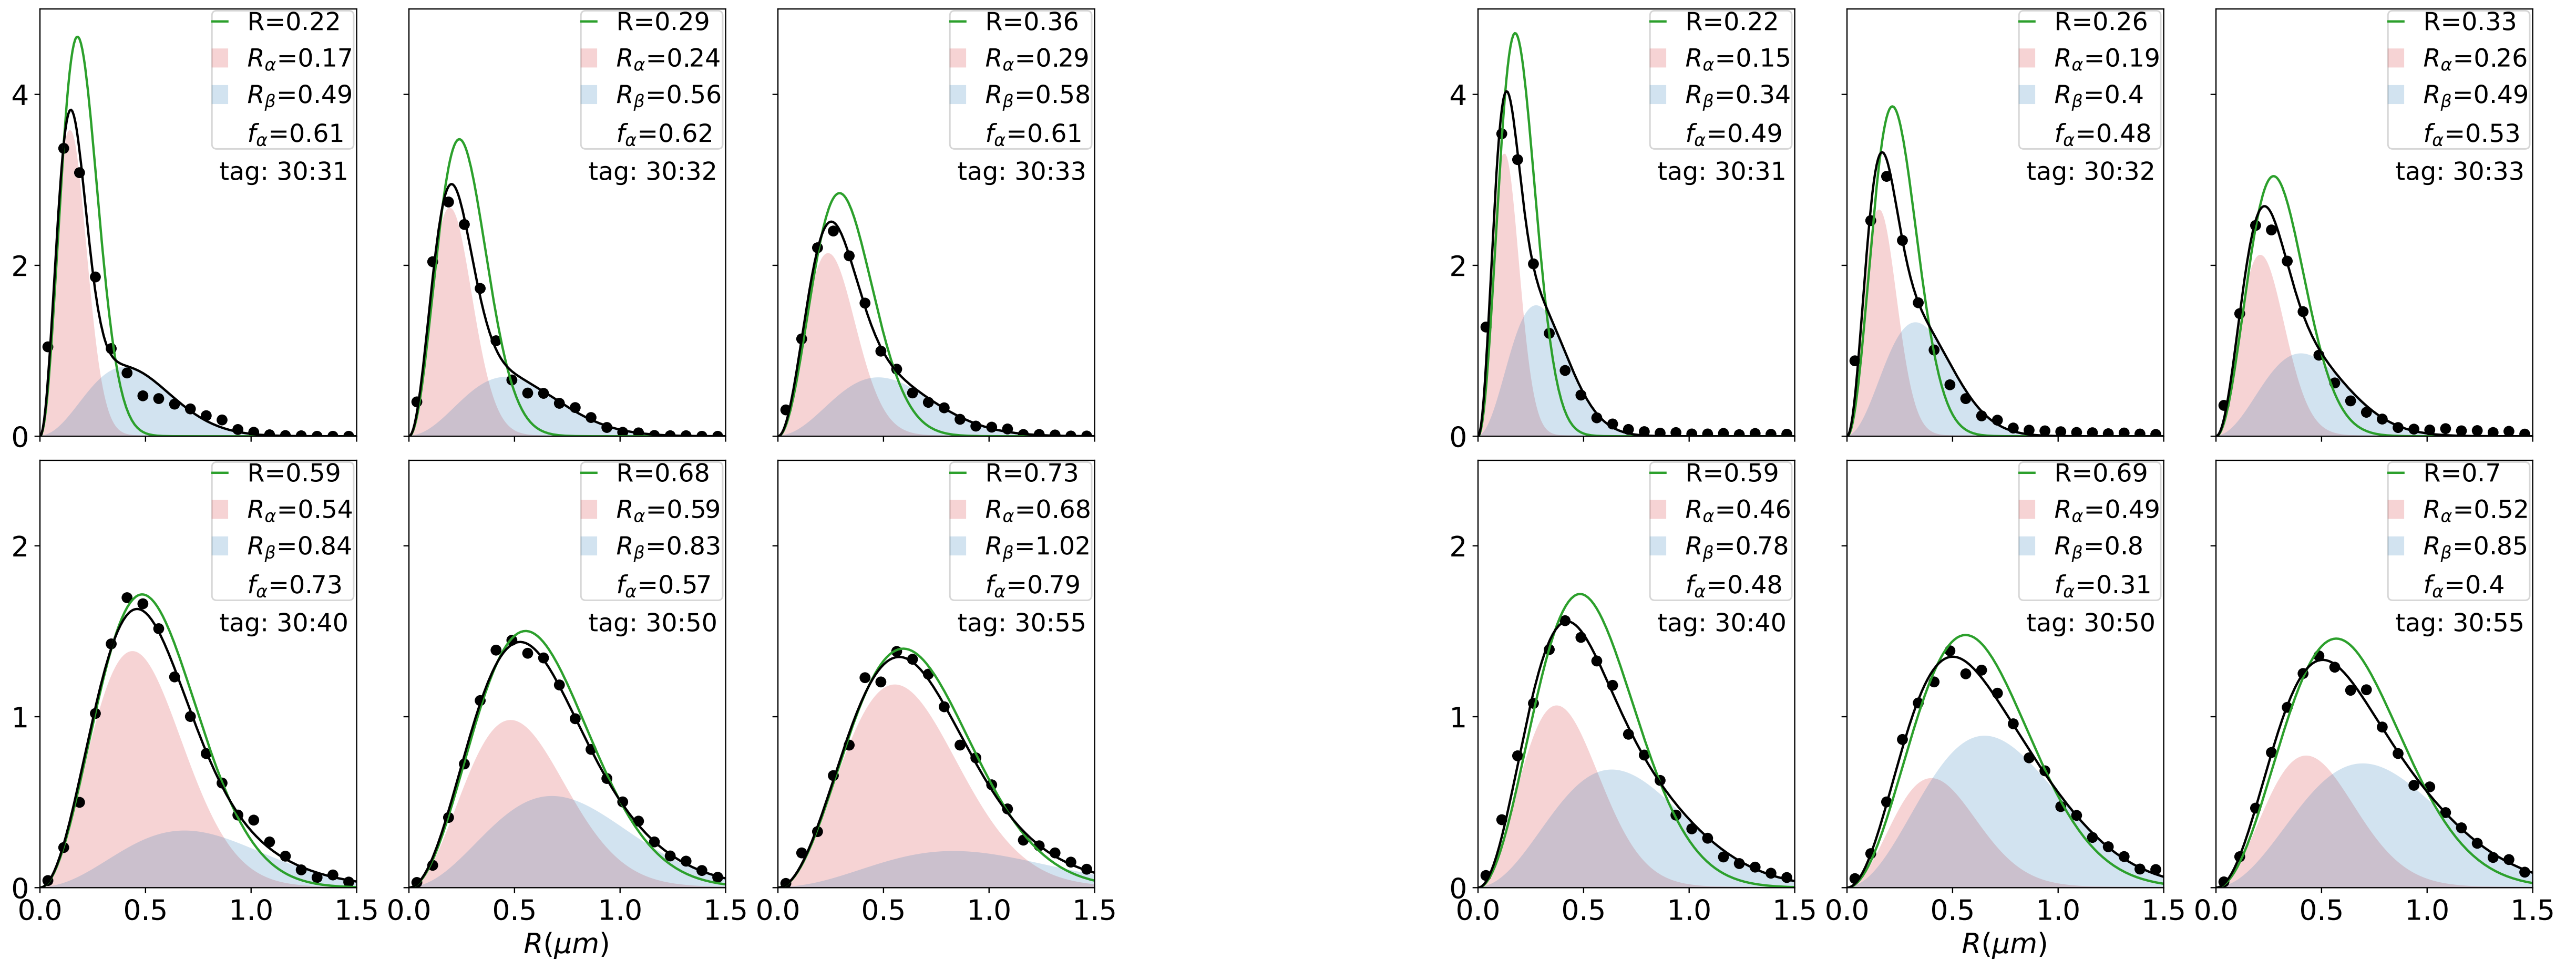 R=0.22
Rα=0.17
Rβ=0.49
fα=0.61
tag: 30:31
4
2
0
R=0.29
Rα=0.24
Rβ=0.56
fα=0.62
tag: 30:32
R=0.36
Rα=0.29
Rβ=0.58
fα=0.61
tag: 30:33
R=0.59
Rα=0.54
Rβ=0.84
fα=0.73
tag: 30:40
2
1
0
0.0 0.5 1.0 1.5
R=0.68
Rα=0.59
Rβ=0.83
fα=0.57
tag: 30:50
0.0 0.5 1.0 1.5
R(μm)
R=0.73
Rα=0.68
Rβ=1.02
fα=0.79
tag: 30:55
0.0 0.5 1.0 1.5
R=0.22
Rα=0.15
Rβ=0.34
fα=0.49
tag: 30:31
4
2
0
R=0.26
Rα=0.19
Rβ=0.4
fα=0.48
tag: 30:32
R=0.33
Rα=0.26
Rβ=0.49
fα=0.53
tag: 30:33
R=0.59
Rα=0.46
Rβ=0.78
fα=0.48
tag: 30:40
2
1
0
0.0 0.5 1.0 1.5
R=0.69
Rα=0.49
Rβ=0.8
fα=0.31
tag: 30:50
0.0 0.5 1.0 1.5
R(μm)
R=0.7
Rα=0.52
Rβ=0.85
fα=0.4
tag: 30:55
0.0 0.5 1.0 1.5